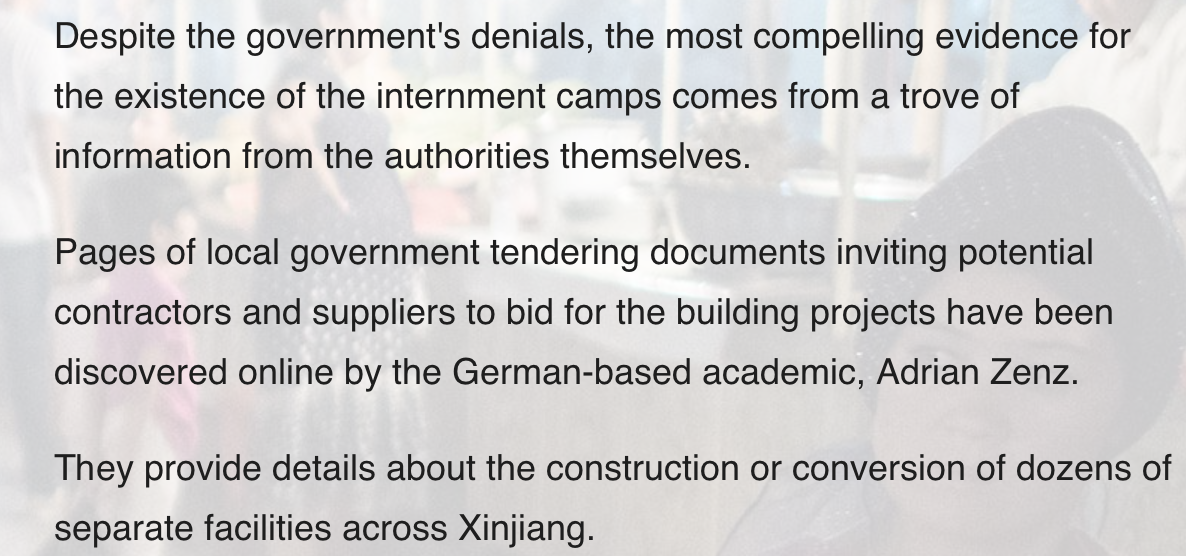 Despite the government's denials, the most compelling evidence for
the existence of the internment camps comes from a trove of
information from the authorities themselves.
Pages of local government tendering documents inviting potential
contractors and suppliers to bid for the building projects have been
discovered online by the German-based academic, Adrian Zenz.
They provide details about the construction or conversion of dozens of
separate facilities across Xinjiang.